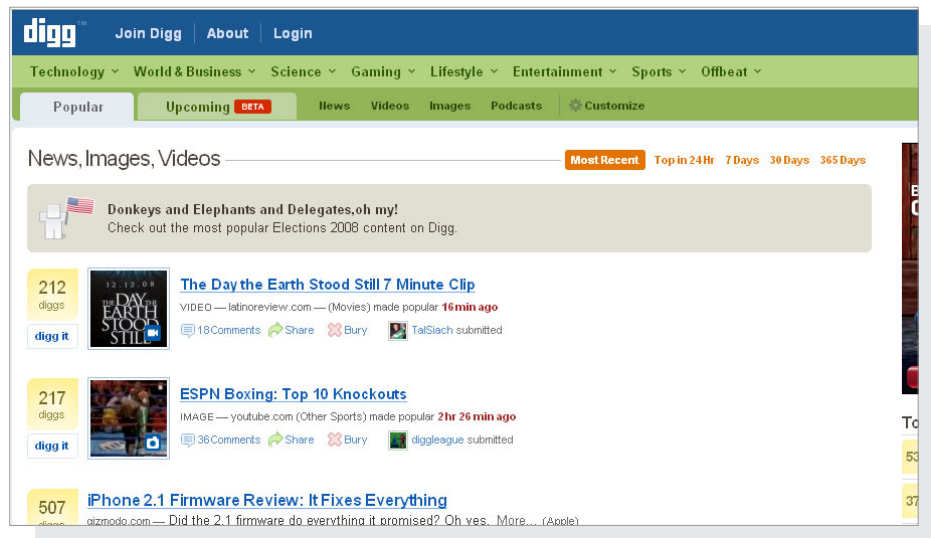 digg™ Join Digg About Login
Technology World & Business Science Gaming Lifestyle Entertainment Sports Offbeat
Popular Upcoming BETA News Videos Images Podcasts Customize
News, Images, Videos Most Recent Top in 24 Hr 7 Days 30 Days 365 Days
Donkeys and Elephants and Delegates, oh my!
Check out the most popular Elections 2008 content on Digg.
212
diggs
digg it
12.12.08
THE DAY THE
EARTH
STOOD
STILL
The Day the Earth Stood Still 7 Minute Clip
VIDEO — latinoreview.com — (Movies) made popular 16 min ago
18 Comments Share Bury TalSiach submitted
217
diggs
digg it
ESPN Boxing: Top 10 Knockouts
IMAGE — youtube.com (Other Sports) made popular 2 hr 26 min ago
36 Comments Share Bury diggleague submitted
507
diggs
iPhone 2.1 Firmware Review: It Fixes Everything
gizmodo.com — Did the 2.1 firmware do everything it promised? Oh yes. More... (Apple)
To
53
37